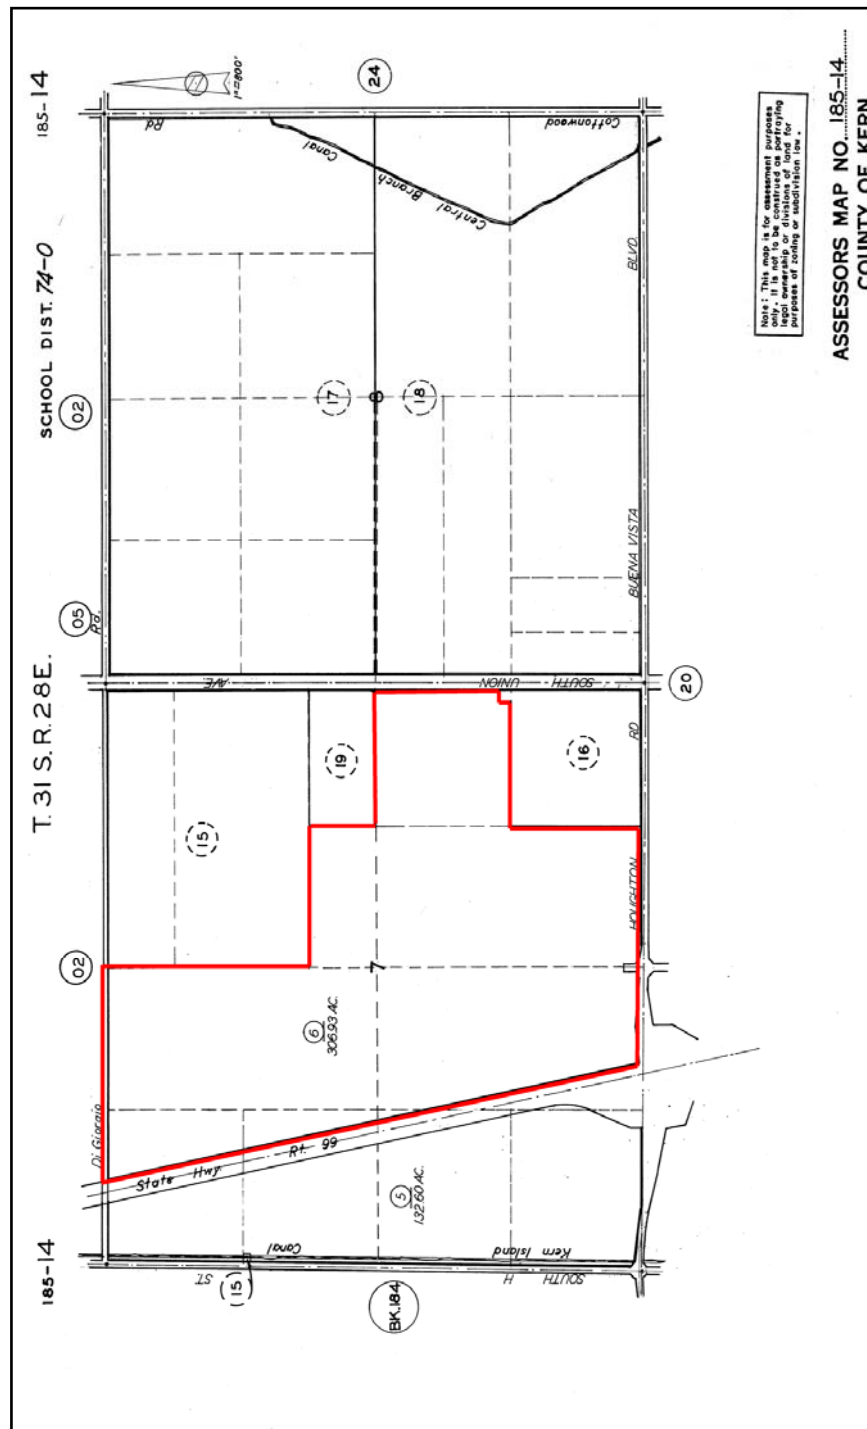 185-14
SCHOOL DIST. 74-0
T. 31 S. R. 28E.
185-14
1"=800'
24
02
05
02
20
BK.184
Rd
Cottonwood
Canal
Branch
Central
BLVD.
BUENA VISTA
17
18
8
Rd.
AVE
UNION
SOUTH
15
19
16
RD
HOUGHTON
7
6
306.93 AC.
Di Giorgio
State Hwy. Rt. 99
5
132.60 AC.
Canal
Kern Island
15
ST
H
SOUTH
Note: This map is for assessment purposes
only. It is not to be construed as portraying
legal ownership or divisions of land for
purposes of zoning or subdivision law.
ASSESSORS MAP NO. 185-14
COUNTY OF KERN